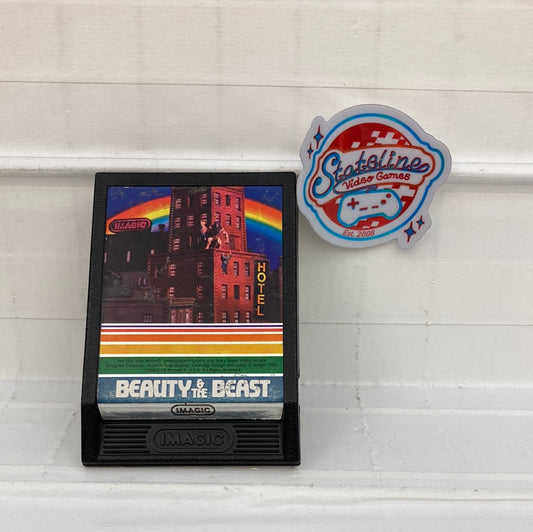 Stateline
Video Games
Est. 2008
IMAGIC
HOTEL
BEAUTY & THE BEAST
IMAGIC
IMAGIC